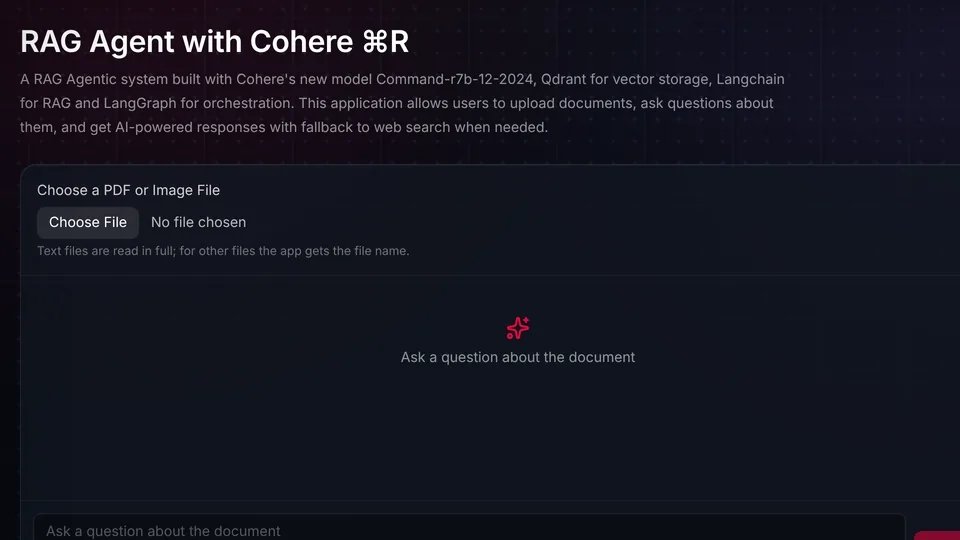 RAG Agent with Cohere ⌘R
A RAG Agentic system built with Cohere's new model Command-r7b-12-2024, Qdrant for vector storage, Langchain
for RAG and LangGraph for orchestration. This application allows users to upload documents, ask questions about
them, and get AI-powered responses with fallback to web search when needed.
Choose a PDF or Image File
Choose File No file chosen
Text files are read in full; for other files the app gets the file name.
Ask a question about the document
Ask a question about the document